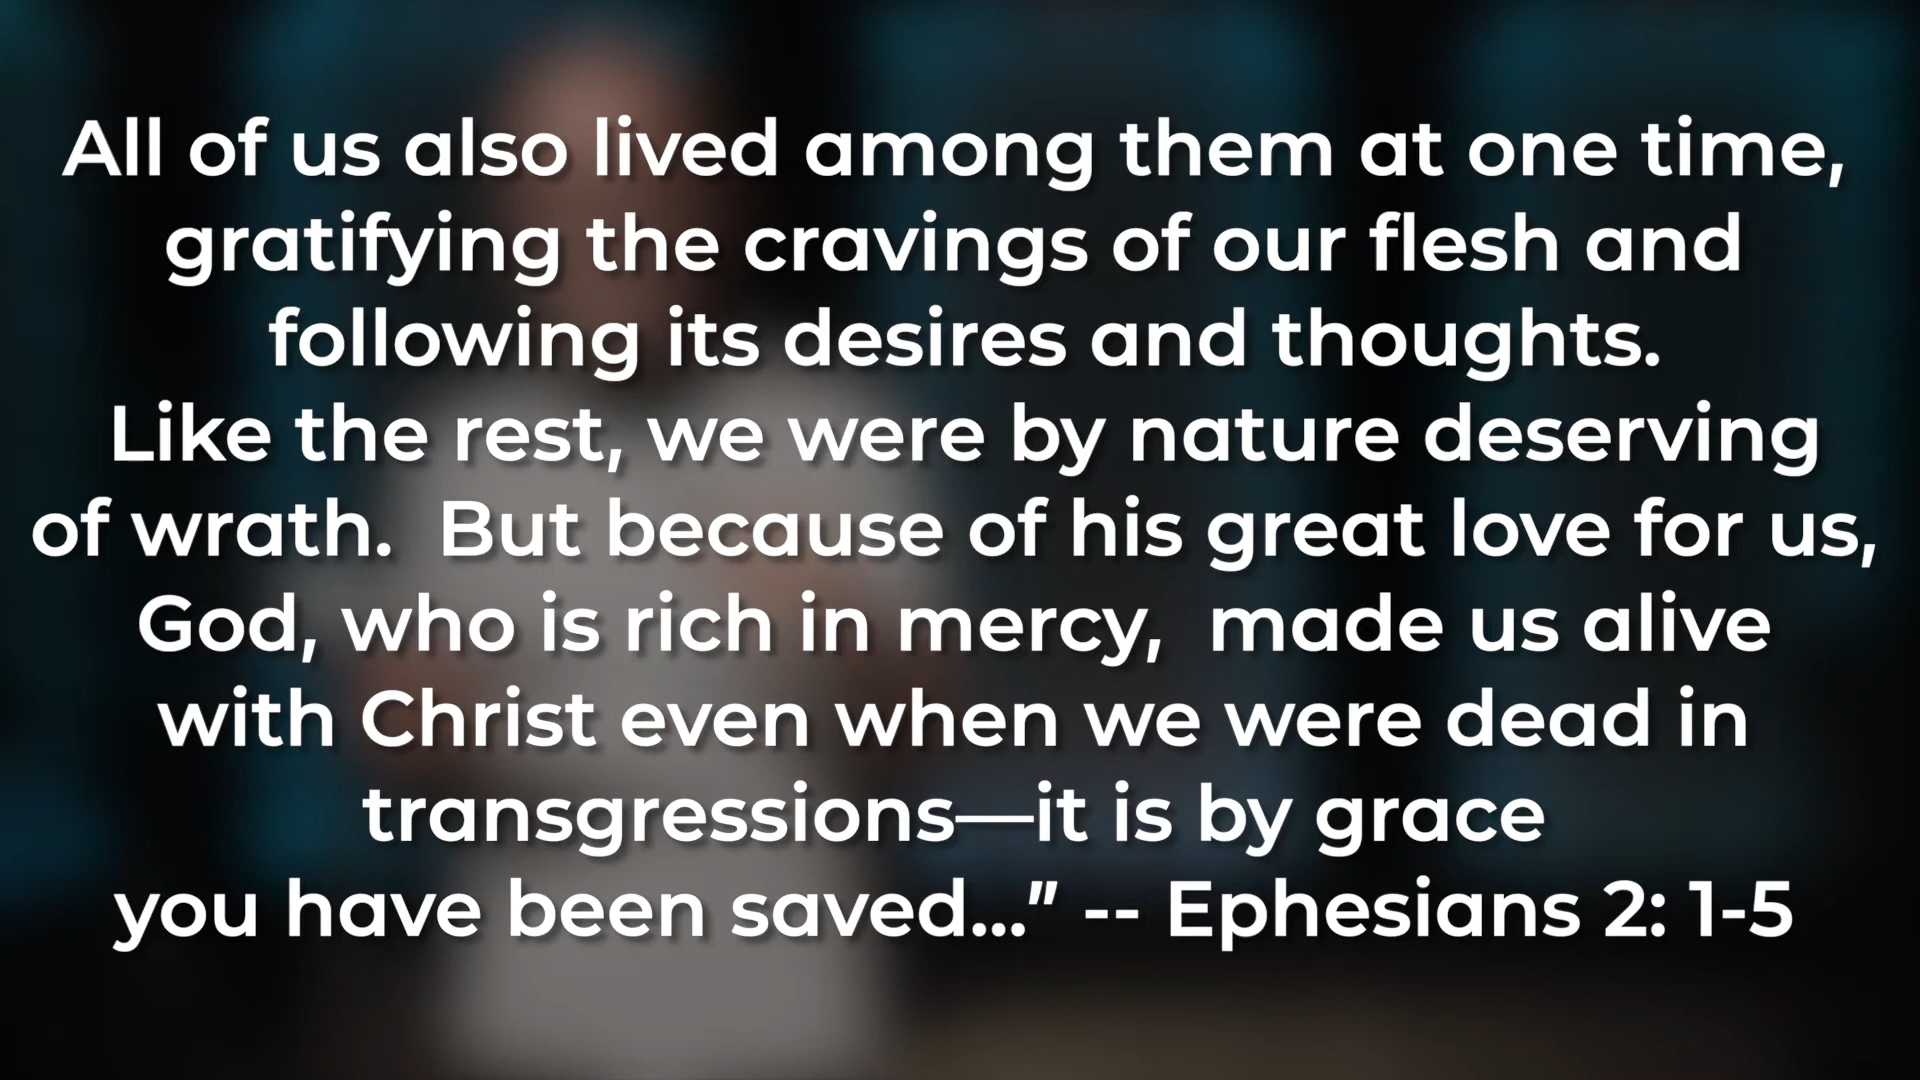 All of us also lived among them at one time,
gratifying the cravings of our flesh and
following its desires and thoughts.
Like the rest, we were by nature deserving
of wrath.  But because of his great love for us,
God, who is rich in mercy,  made us alive
with Christ even when we were dead in
transgressions—it is by grace
you have been saved...” -- Ephesians 2: 1-5